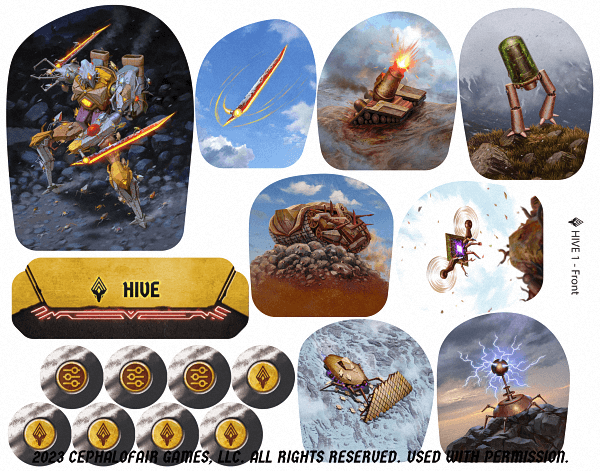 HIVE 1 - Front
HIVE
2023 CEPHALOFAIR GAMES, LLC. ALL RIGHTS RESERVED. USED WITH PERMISSION.